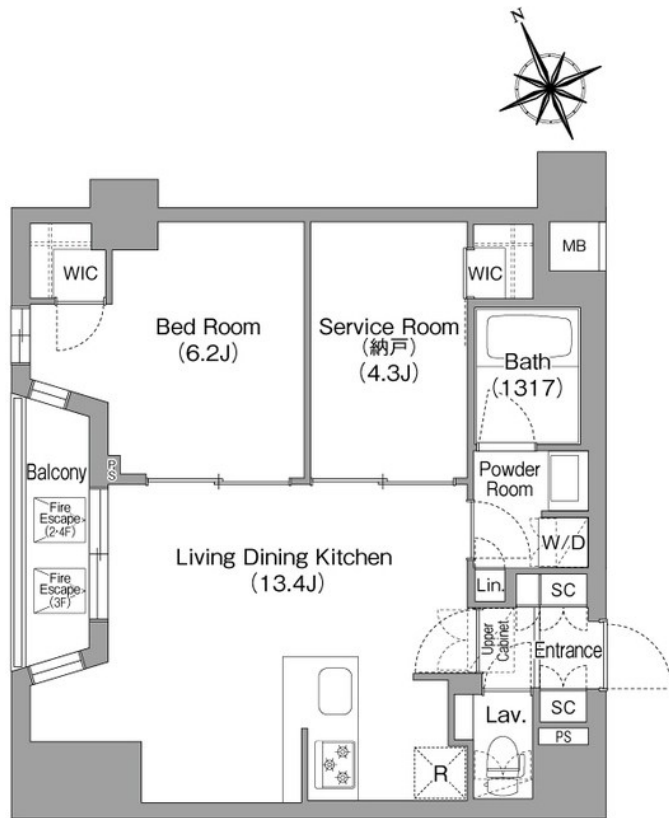 N
MB
WIC
WIC
Bed Room
(6.2J)
Service Room
(納戸)
(4.3J)
Bath
(1317)
Balcony
PS
Powder
Room
Fire
Escape
(2・4F)
W/D
Living Dining Kitchen
(13.4J)
Fire
Escape
(3F)
Lin.
SC
Upper
Cabinet
Entrance
SC
Lav.
PS
R